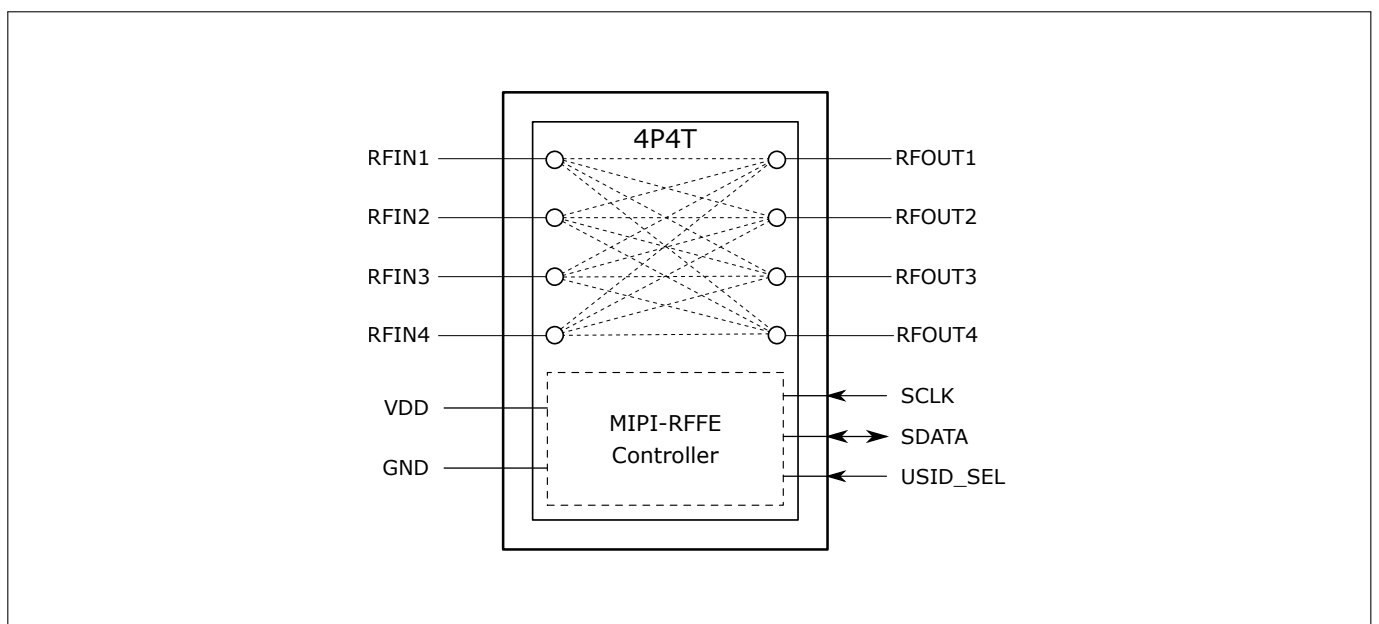 4P4T
RFIN1
RFOUT1
RFIN2
RFOUT2
RFIN3
RFOUT3
RFIN4
RFOUT4
VDD
GND
MIPI-RFFE
Controller
SCLK
SDATA
USID_SEL